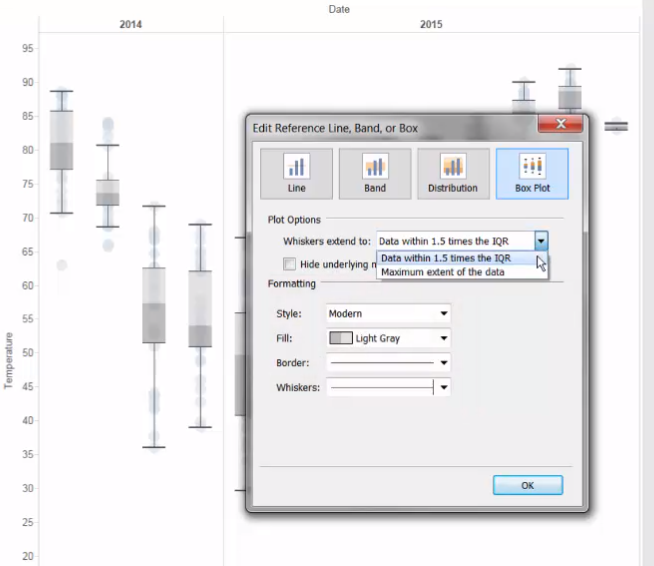 Date
2014
2015
95
90
85
80
75
70
65
60
55
50
45
40
35
30
25
20
Temperature
Edit Reference Line, Band, or Box
Line
Band
Distribution
Box Plot
Plot Options
Whiskers extend to: Data within 1.5 times the IQR
Data within 1.5 times the IQR
Maximum extent of the data
Hide underlying
Formatting
Style: Modern
Fill: Light Gray
Border:
Whiskers:
OK